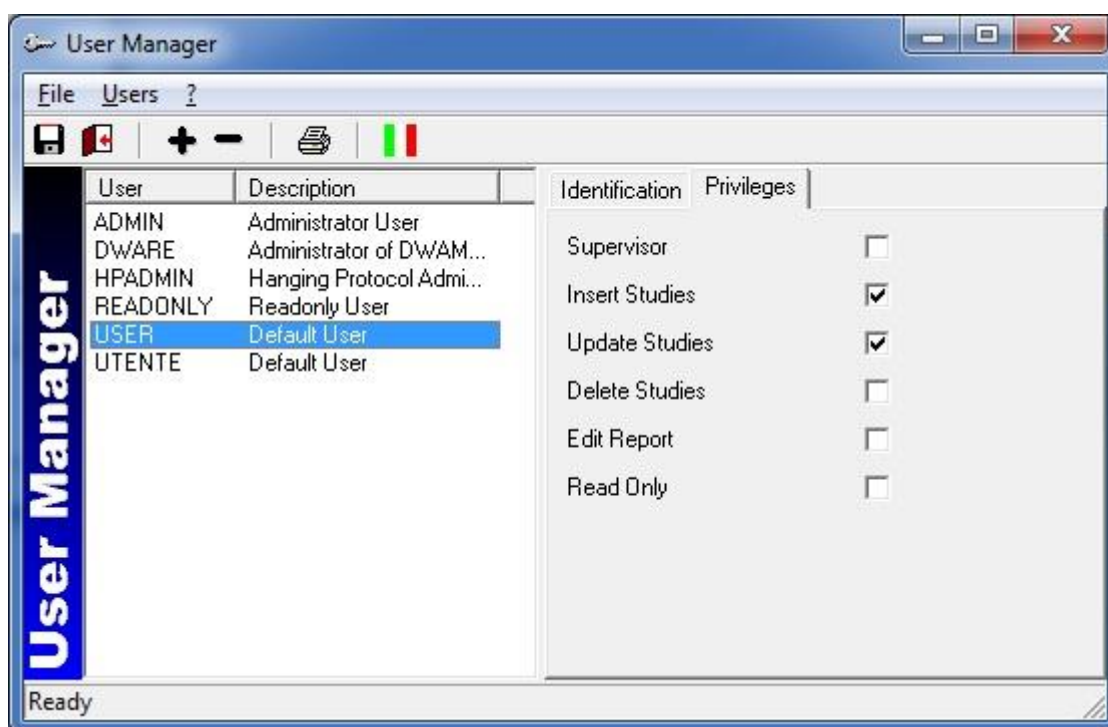 User Manager
File Users ?
User Manager
User Description
ADMIN Administrator User
DWARE Administrator of DWAM...
HPADMIN Hanging Protocol Admi...
READONLY Readonly User
USER Default User
UTENTE Default User
Identification Privileges
Supervisor
Insert Studies
Update Studies
Delete Studies
Edit Report
Read Only
Ready